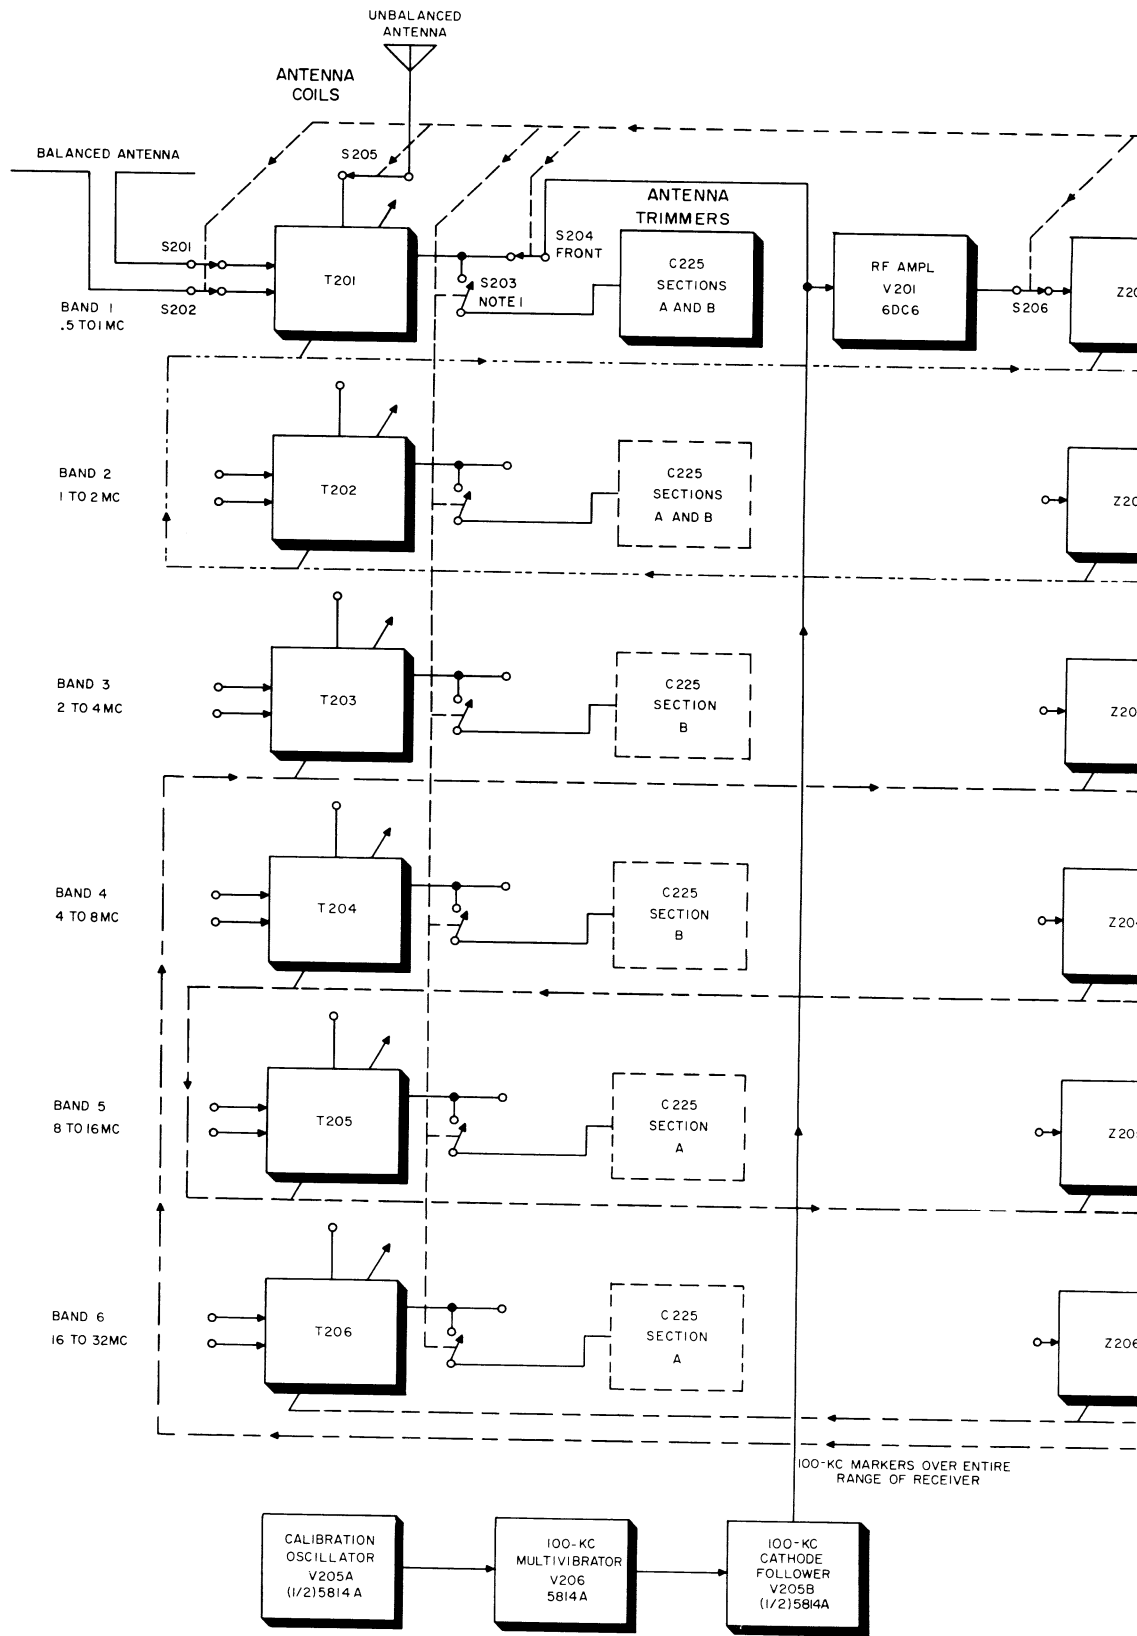 UNBALANCED
ANTENNA
ANTENNA
COILS
BALANCED ANTENNA
S205
ANTENNA
TRIMMERS
S201
S202
BAND 1
.5 TO 1 MC
T201
S204
FRONT
S203
NOTE 1
C225
SECTIONS
A AND B
RF AMPL
V201
6DC6
S206
BAND 2
1 TO 2 MC
T202
C225
SECTIONS
A AND B
BAND 3
2 TO 4 MC
T203
C225
SECTION
B
BAND 4
4 TO 8 MC
T204
C225
SECTION
B
BAND 5
8 TO 16 MC
T205
C225
SECTION
A
BAND 6
16 TO 32MC
T206
C225
SECTION
A
Z206
100-KC MARKERS OVER ENTIRE
RANGE OF RECEIVER
CALIBRATION
OSCILLATOR
V205A
(1/2)5814A
100-KC
MULTIVIBRATOR
V206
5814A
100-KC
CATHODE
FOLLOWER
V205B
(1/2)5814A